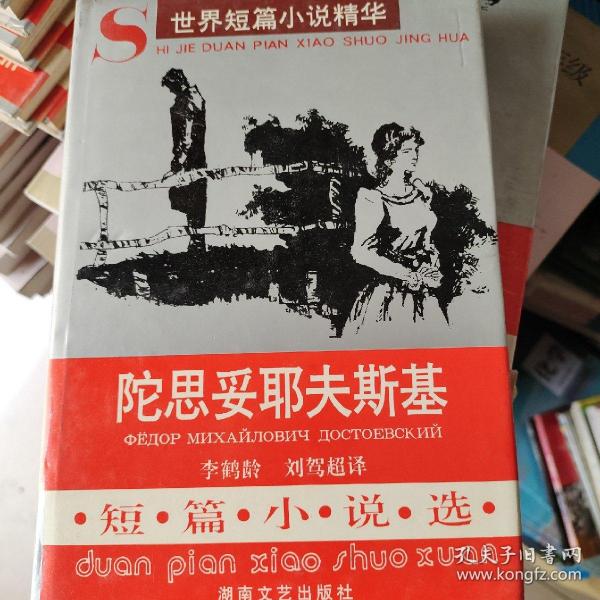 S 世界短篇小说精华
HI JIE DUAN PIAN XIAO SHUO JING HUA
陀思妥耶夫斯基
ФЁДОР МИХАЙЛОВИЧ ДОСТОЕВСКИЙ
李鹤龄 刘驾超译
·短·篇·小·说·选·
duan pian xiao shuo xuan
湖南文艺出版社
孔夫子旧书网
www.kongfz.com